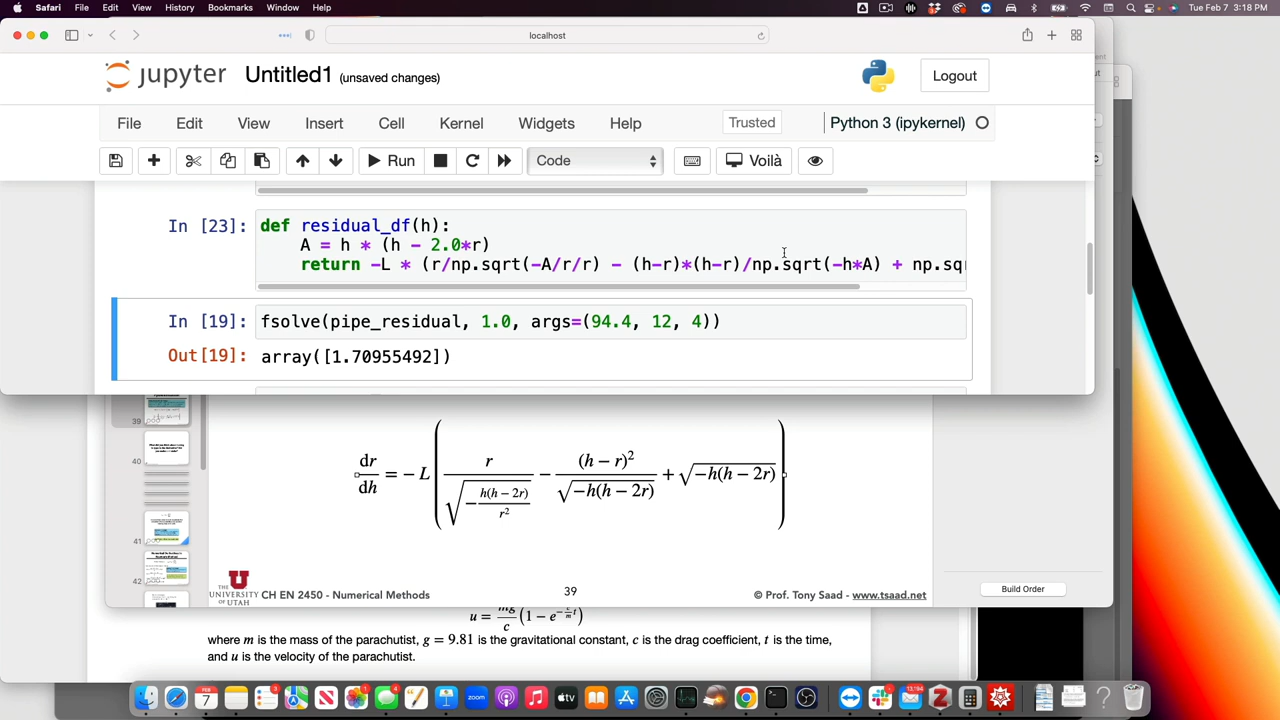 Safari File Edit View History Bookmarks Window Help Tue Feb 7 3:18 PM
localhost
jupyter Untitled1 (unsaved changes) Logout
File Edit View Insert Cell Kernel Widgets Help Trusted Python 3 (ipykernel)
Run Code Voilà
In [23]: def residual_df(h):
A = h * (h - 2.0*r)
return -L * (r/np.sqrt(-A/r/r) - (h-r)*(h-r)/np.sqrt(-h*A) + np.sq
In [19]: fsolve(pipe_residual, 1.0, args=(94.4, 12, 4))
Out[19]: array([1.70955492])
39
40
41
42
dr/dh = − L ( r/√(−h(h − 2r)/r²) − (h − r)²/√(−h(h − 2r)) + √(−h(h − 2r)) )
THE UNIVERSITY OF UTAH CH EN 2450 - Numerical Methods 39 © Prof. Tony Saad - www.tsaad.net
Build Order
u = mg/c (1 − e^(−c/m t))
where m is the mass of the parachutist, g = 9.81 is the gravitational constant, c is the drag coefficient, t is the time,
and u is the velocity of the parachutist.